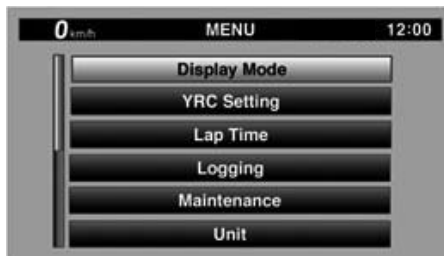 0 km/h MENU 12:00
Display Mode
YRC Setting
Lap Time
Logging
Maintenance
Unit